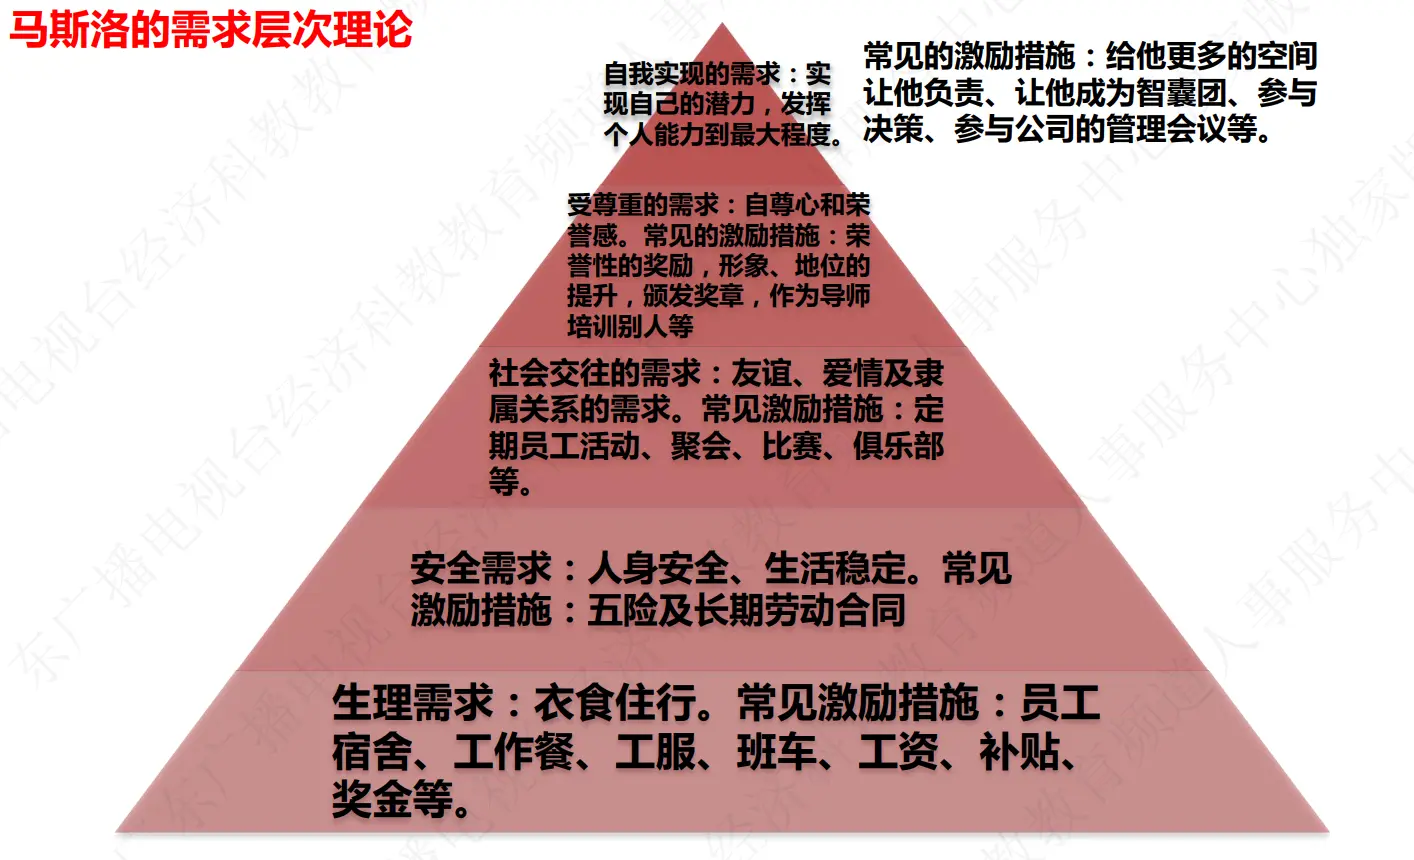 马斯洛的需求层次理论
自我实现的需求：实
现自己的潜力，发挥
个人能力到最大程度。
常见的激励措施：给他更多的空间
让他负责、让他成为智囊团、参与
决策、参与公司的管理会议等。
受尊重的需求：自尊心和荣
誉感。常见的激励措施：荣
誉性的奖励，形象、地位的
提升，颁发奖章，作为导师
培训别人等
社会交往的需求：友谊、爱情及隶
属关系的需求。常见激励措施：定
期员工活动、聚会、比赛、俱乐部
等。
安全需求：人身安全、生活稳定。常见
激励措施：五险及长期劳动合同
生理需求：衣食住行。常见激励措施：员工
宿舍、工作餐、工服、班车、工资、补贴、
奖金等。